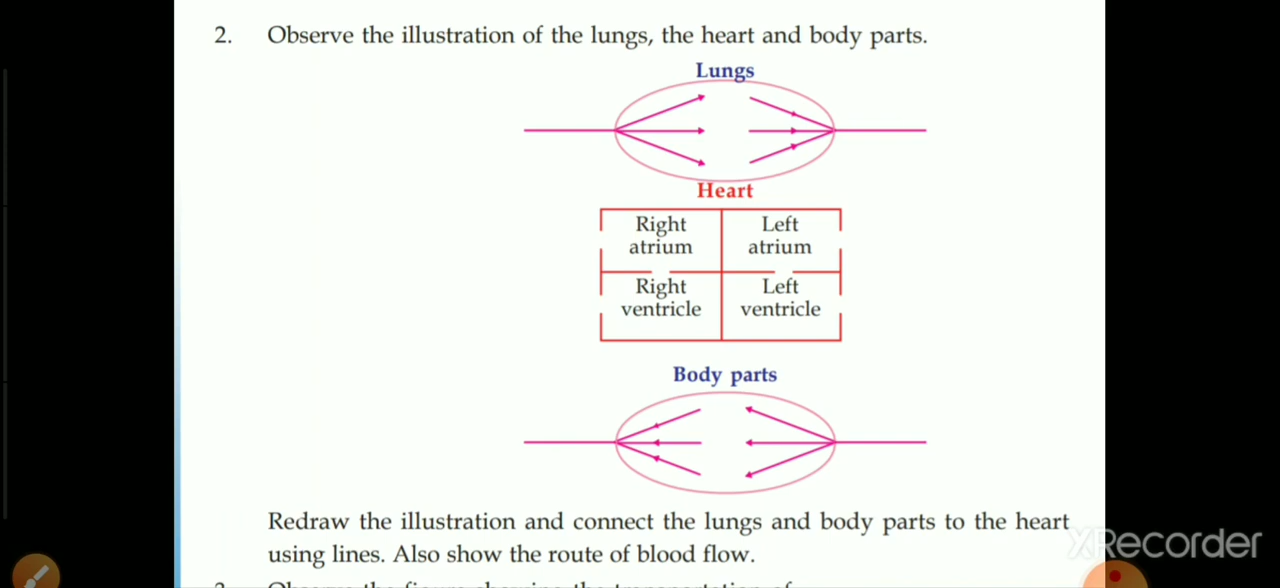 2. Observe the illustration of the lungs, the heart and body parts.
Lungs
Heart
Right
atrium
Left
atrium
Right
ventricle
Left
ventricle
Body parts
Redraw the illustration and connect the lungs and body parts to the heart
using lines. Also show the route of blood flow.
XRecorder